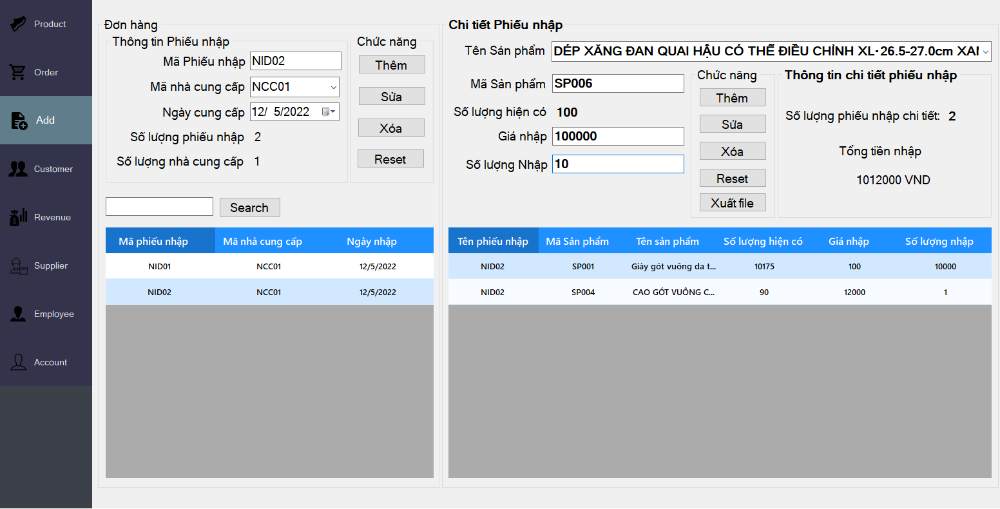 Product
Order
Add
Customer
Revenue
Supplier
Employee
Account
Đơn hàng
Thông tin Phiếu nhập
Mã Phiếu nhập NID02
Mã nhà cung cấp NCC01
Ngày cung cấp 12/ 5/2022
Số lượng phiếu nhập 2
Số lượng nhà cung cấp 1
Chức năng
Thêm
Sửa
Xóa
Reset
Search
Mã phiếu nhập Mã nhà cung cấp Ngày nhập
NID01 NCC01 12/5/2022
NID02 NCC01 12/5/2022
Chi tiết Phiếu nhập
Tên Sản phẩm DÉP XĂNG ĐAN QUAI HẬU CÓ THỂ ĐIỀU CHỈNH XL·26.5-27.0cm XAN
Mã Sản phẩm SP006
Số lượng hiện có 100
Giá nhập 100000
Số lượng Nhập 10
Chức năng
Thêm
Sửa
Xóa
Reset
Xuất file
Thông tin chi tiết phiếu nhập
Số lượng phiếu nhập chi tiết: 2
Tổng tiền nhập
1012000 VND
Tên phiếu nhập Mã Sản phẩm Tên sản phẩm Số lượng hiện có Giá nhập Số lượng nhập
NID02 SP001 Giày gót vuông da t... 10175 100 10000
NID02 SP004 CAO GÓT VUÔNG C... 90 12000 1